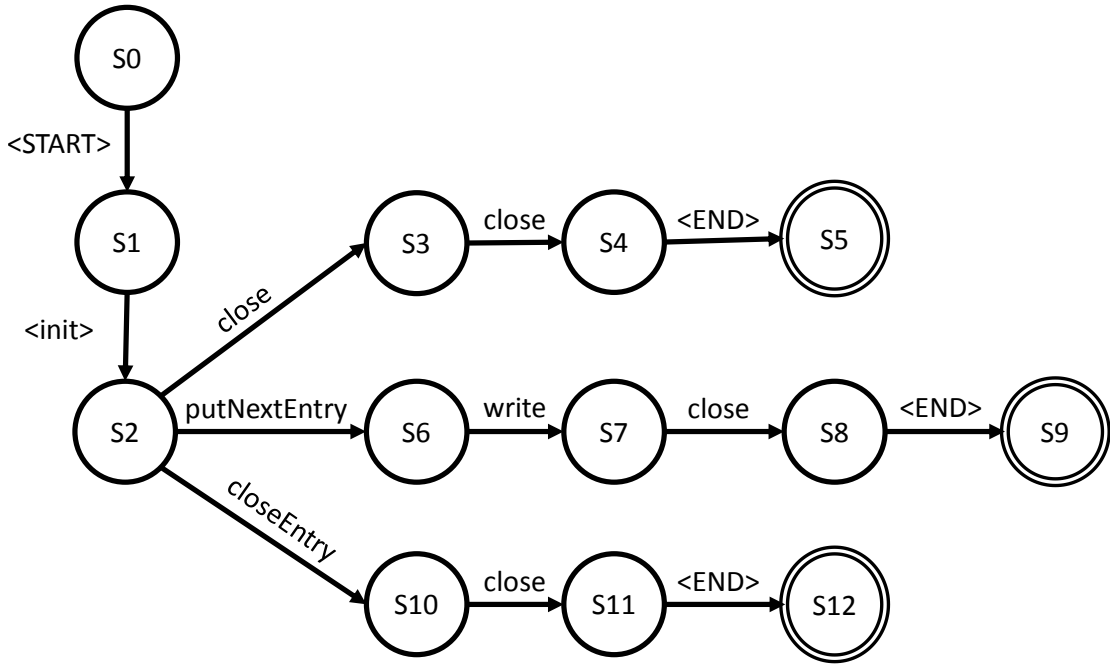 S0
<START>
S1
S3
close
S4
<END>
S5
<init>
close
S2
putNextEntry
S6
write
S7
close
S8
<END>
S9
closeEntry
S10
close
S11
<END>
S12